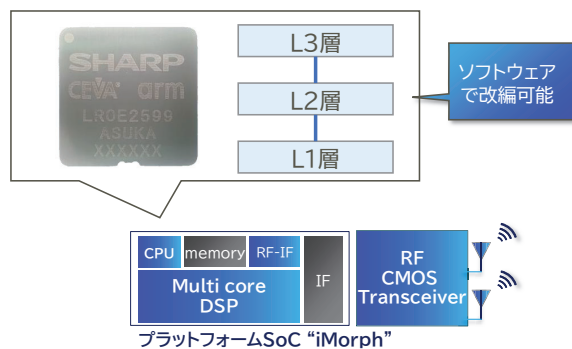 SHARP
CEVA arm
LR0E2599
ASUKA
XXXXXX
L3層
L2層
L1層
ソフトウェア
で改編可能
CPU
memory
RF-IF
Multi core
DSP
IF
RF
CMOS
Transceiver
プラットフォームSoC “iMorph”